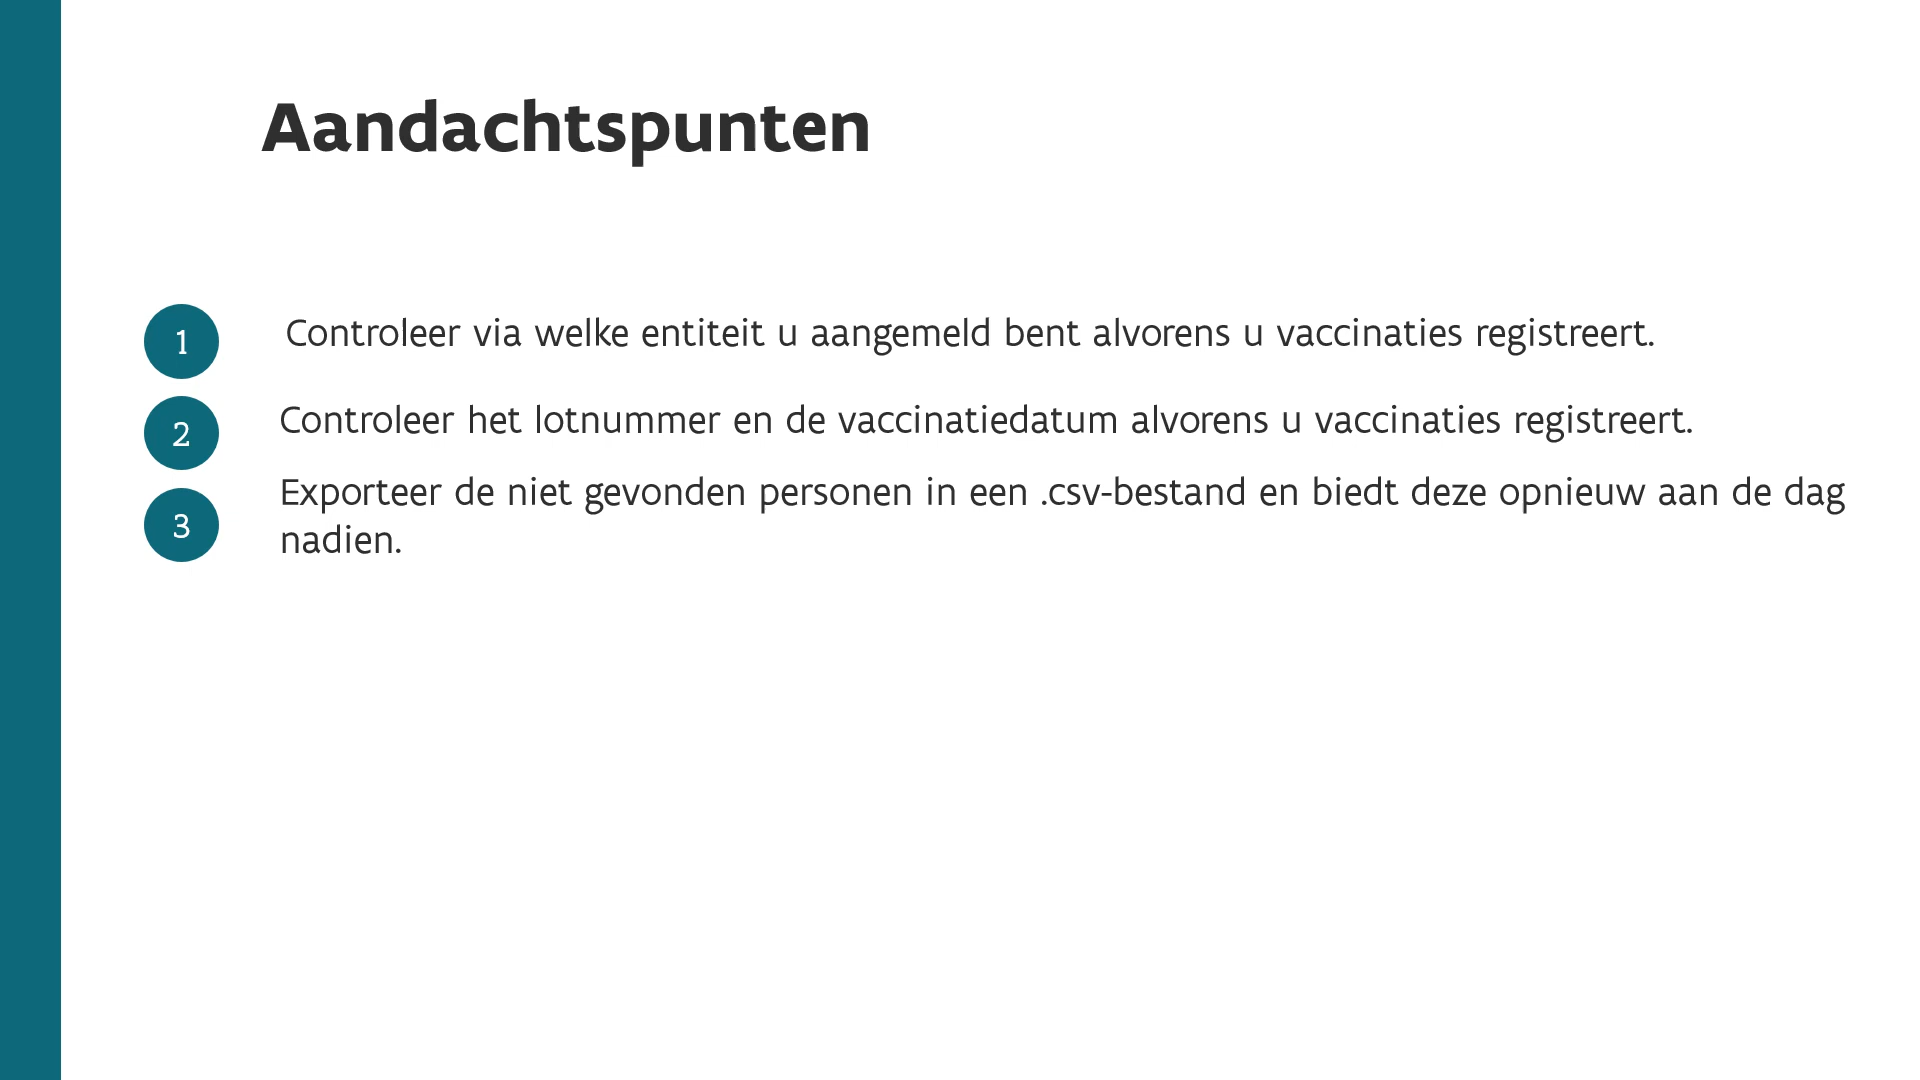 Aandachtspunten
1 Controleer via welke entiteit u aangemeld bent alvorens u vaccinaties registreert.
2 Controleer het lotnummer en de vaccinatiedatum alvorens u vaccinaties registreert.
3 Exporteer de niet gevonden personen in een .csv-bestand en biedt deze opnieuw aan de dag
nadien.